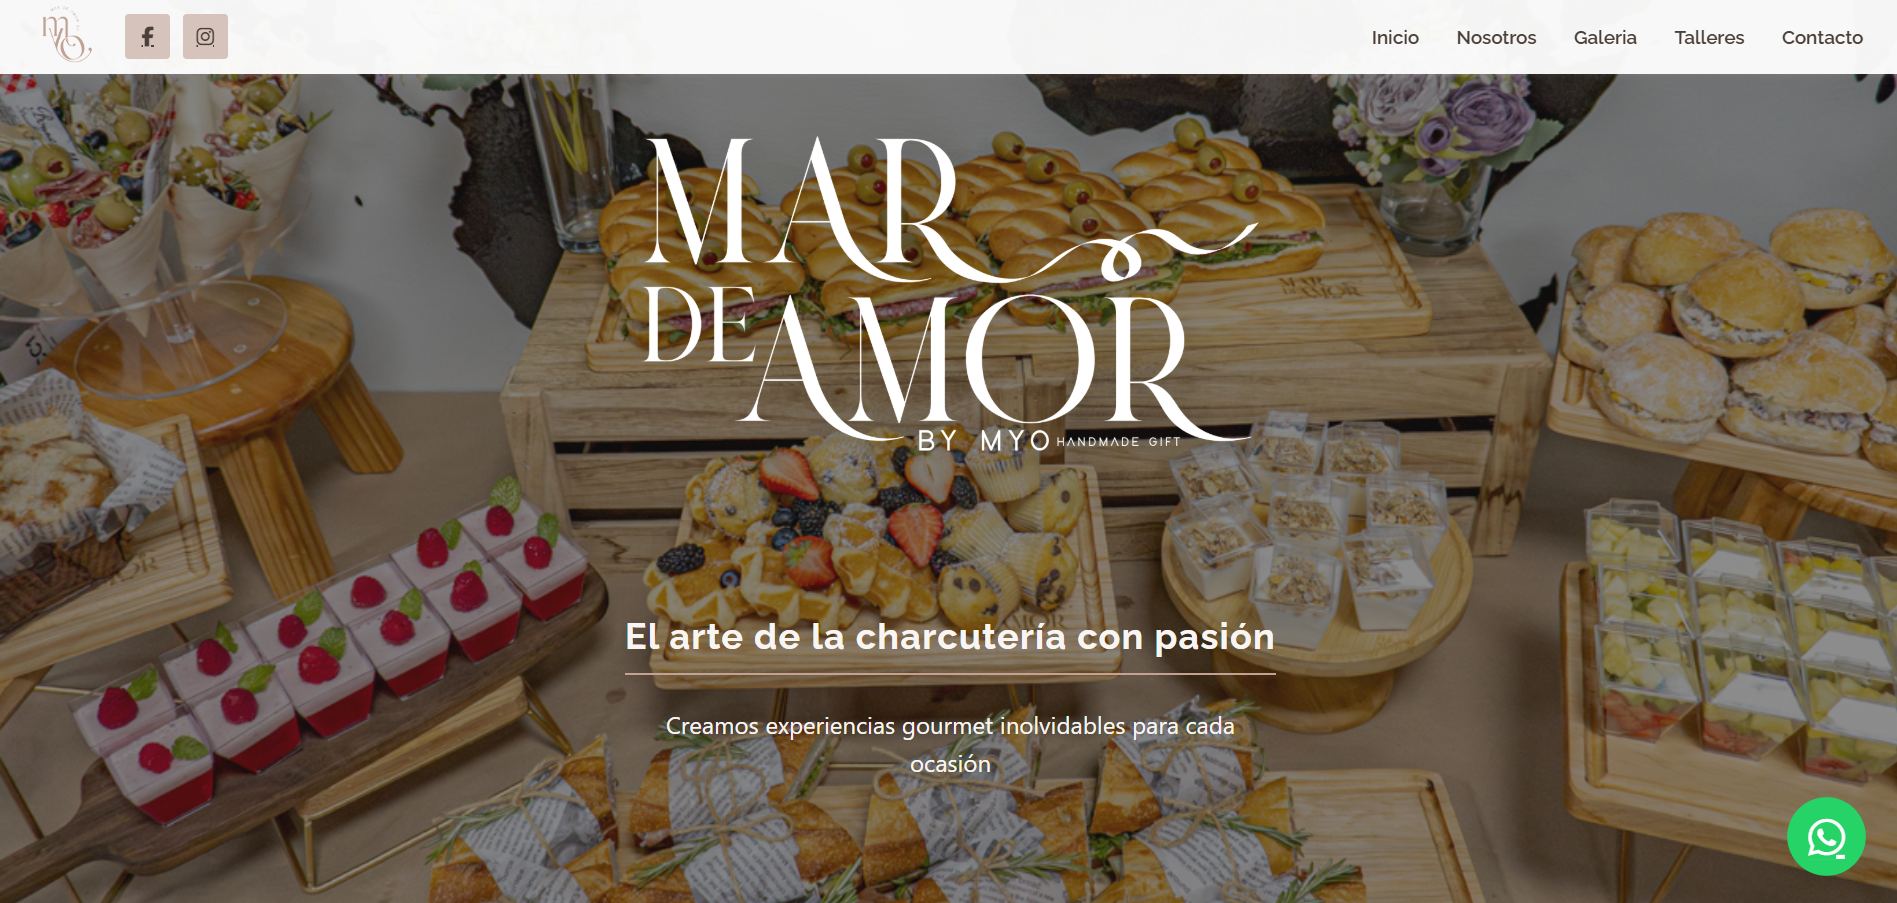 Inicio
Nosotros
Galeria
Talleres
Contacto
MAR
DE AMOR
BY MYO HANDMADE GIFT
El arte de la charcutería con pasión
Creamos experiencias gourmet inolvidables para cada
ocasión